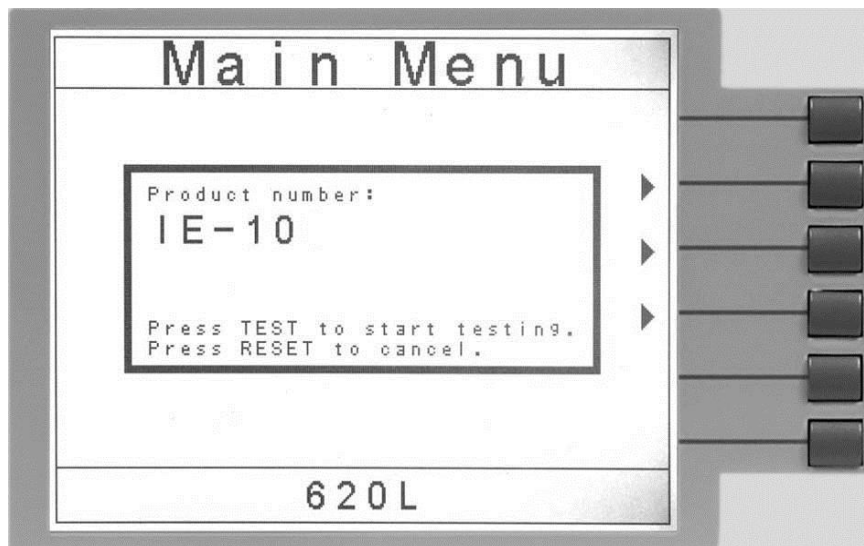 Main Menu
Product number:
IE-10
Press TEST to start testing.
Press RESET to cancel.
620L